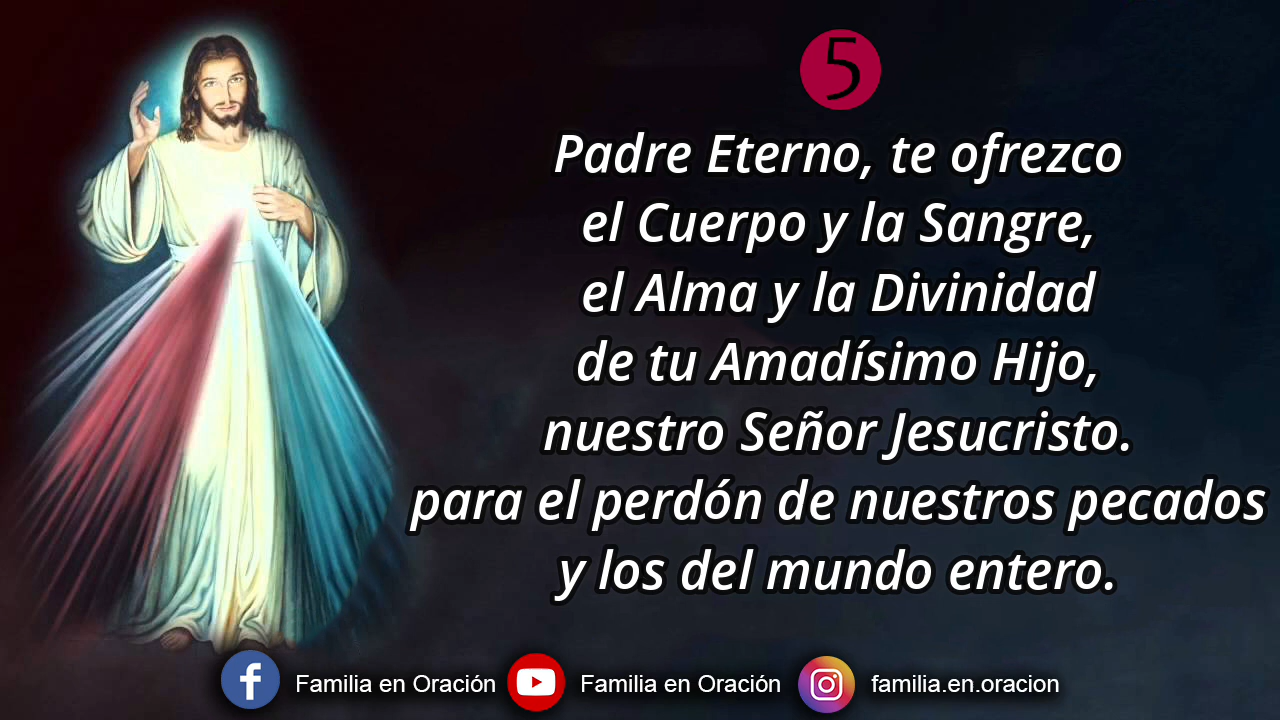 5
Padre Eterno, te ofrezco
el Cuerpo y la Sangre,
el Alma y la Divinidad
de tu Amadísimo Hijo,
nuestro Señor Jesucristo.
para el perdón de nuestros pecados
y los del mundo entero.
Familia en Oración Familia en Oración familia.en.oracion